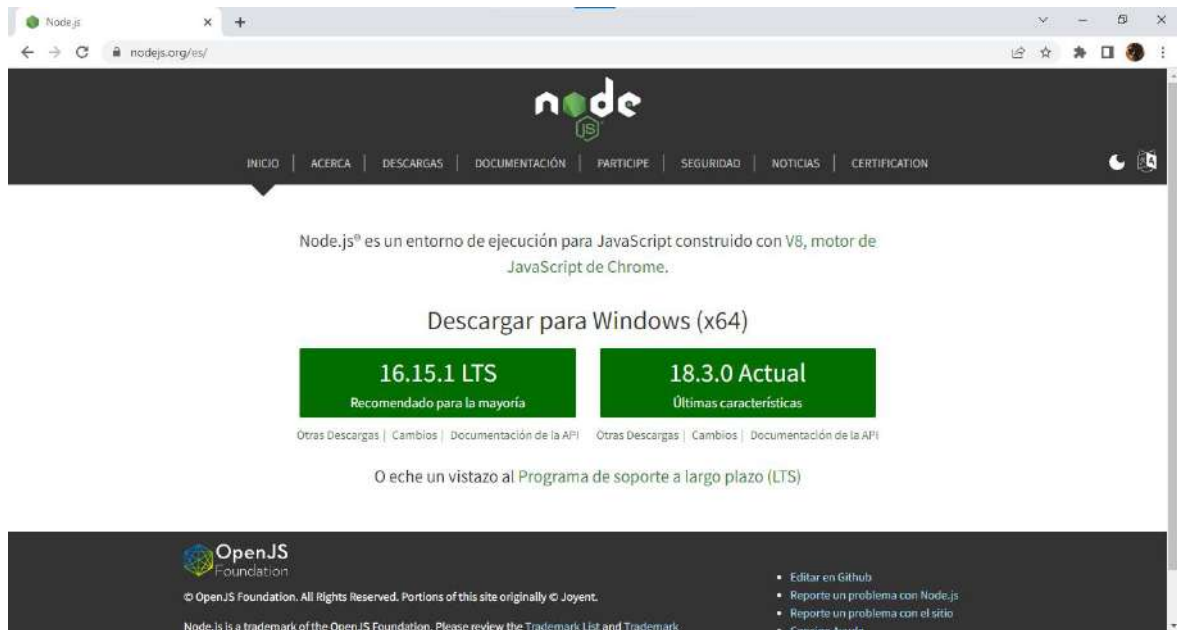 Node.js
nodejs.org/es/
node
JS
INICIO | ACERCA | DESCARGAS | DOCUMENTACIÓN | PARTICIPE | SEGURIDAD | NOTICIAS | CERTIFICATION
Node.js® es un entorno de ejecución para JavaScript construido con V8, motor de
JavaScript de Chrome.
Descargar para Windows (x64)
16.15.1 LTS
Recomendado para la mayoría
18.3.0 Actual
Últimas características
Otras Descargas | Cambios | Documentación de la API
Otras Descargas | Cambios | Documentación de la API
O eche un vistazo al Programa de soporte a largo plazo (LTS)
OpenJS
Foundation
© OpenJS Foundation. All Rights Reserved. Portions of this site originally © Joyent.
Node.js is a trademark of the OpenJS Foundation. Please review the Trademark List and Trademark
Editar en Github
Reporte un problema con Node.js
Reporte un problema con el sitio